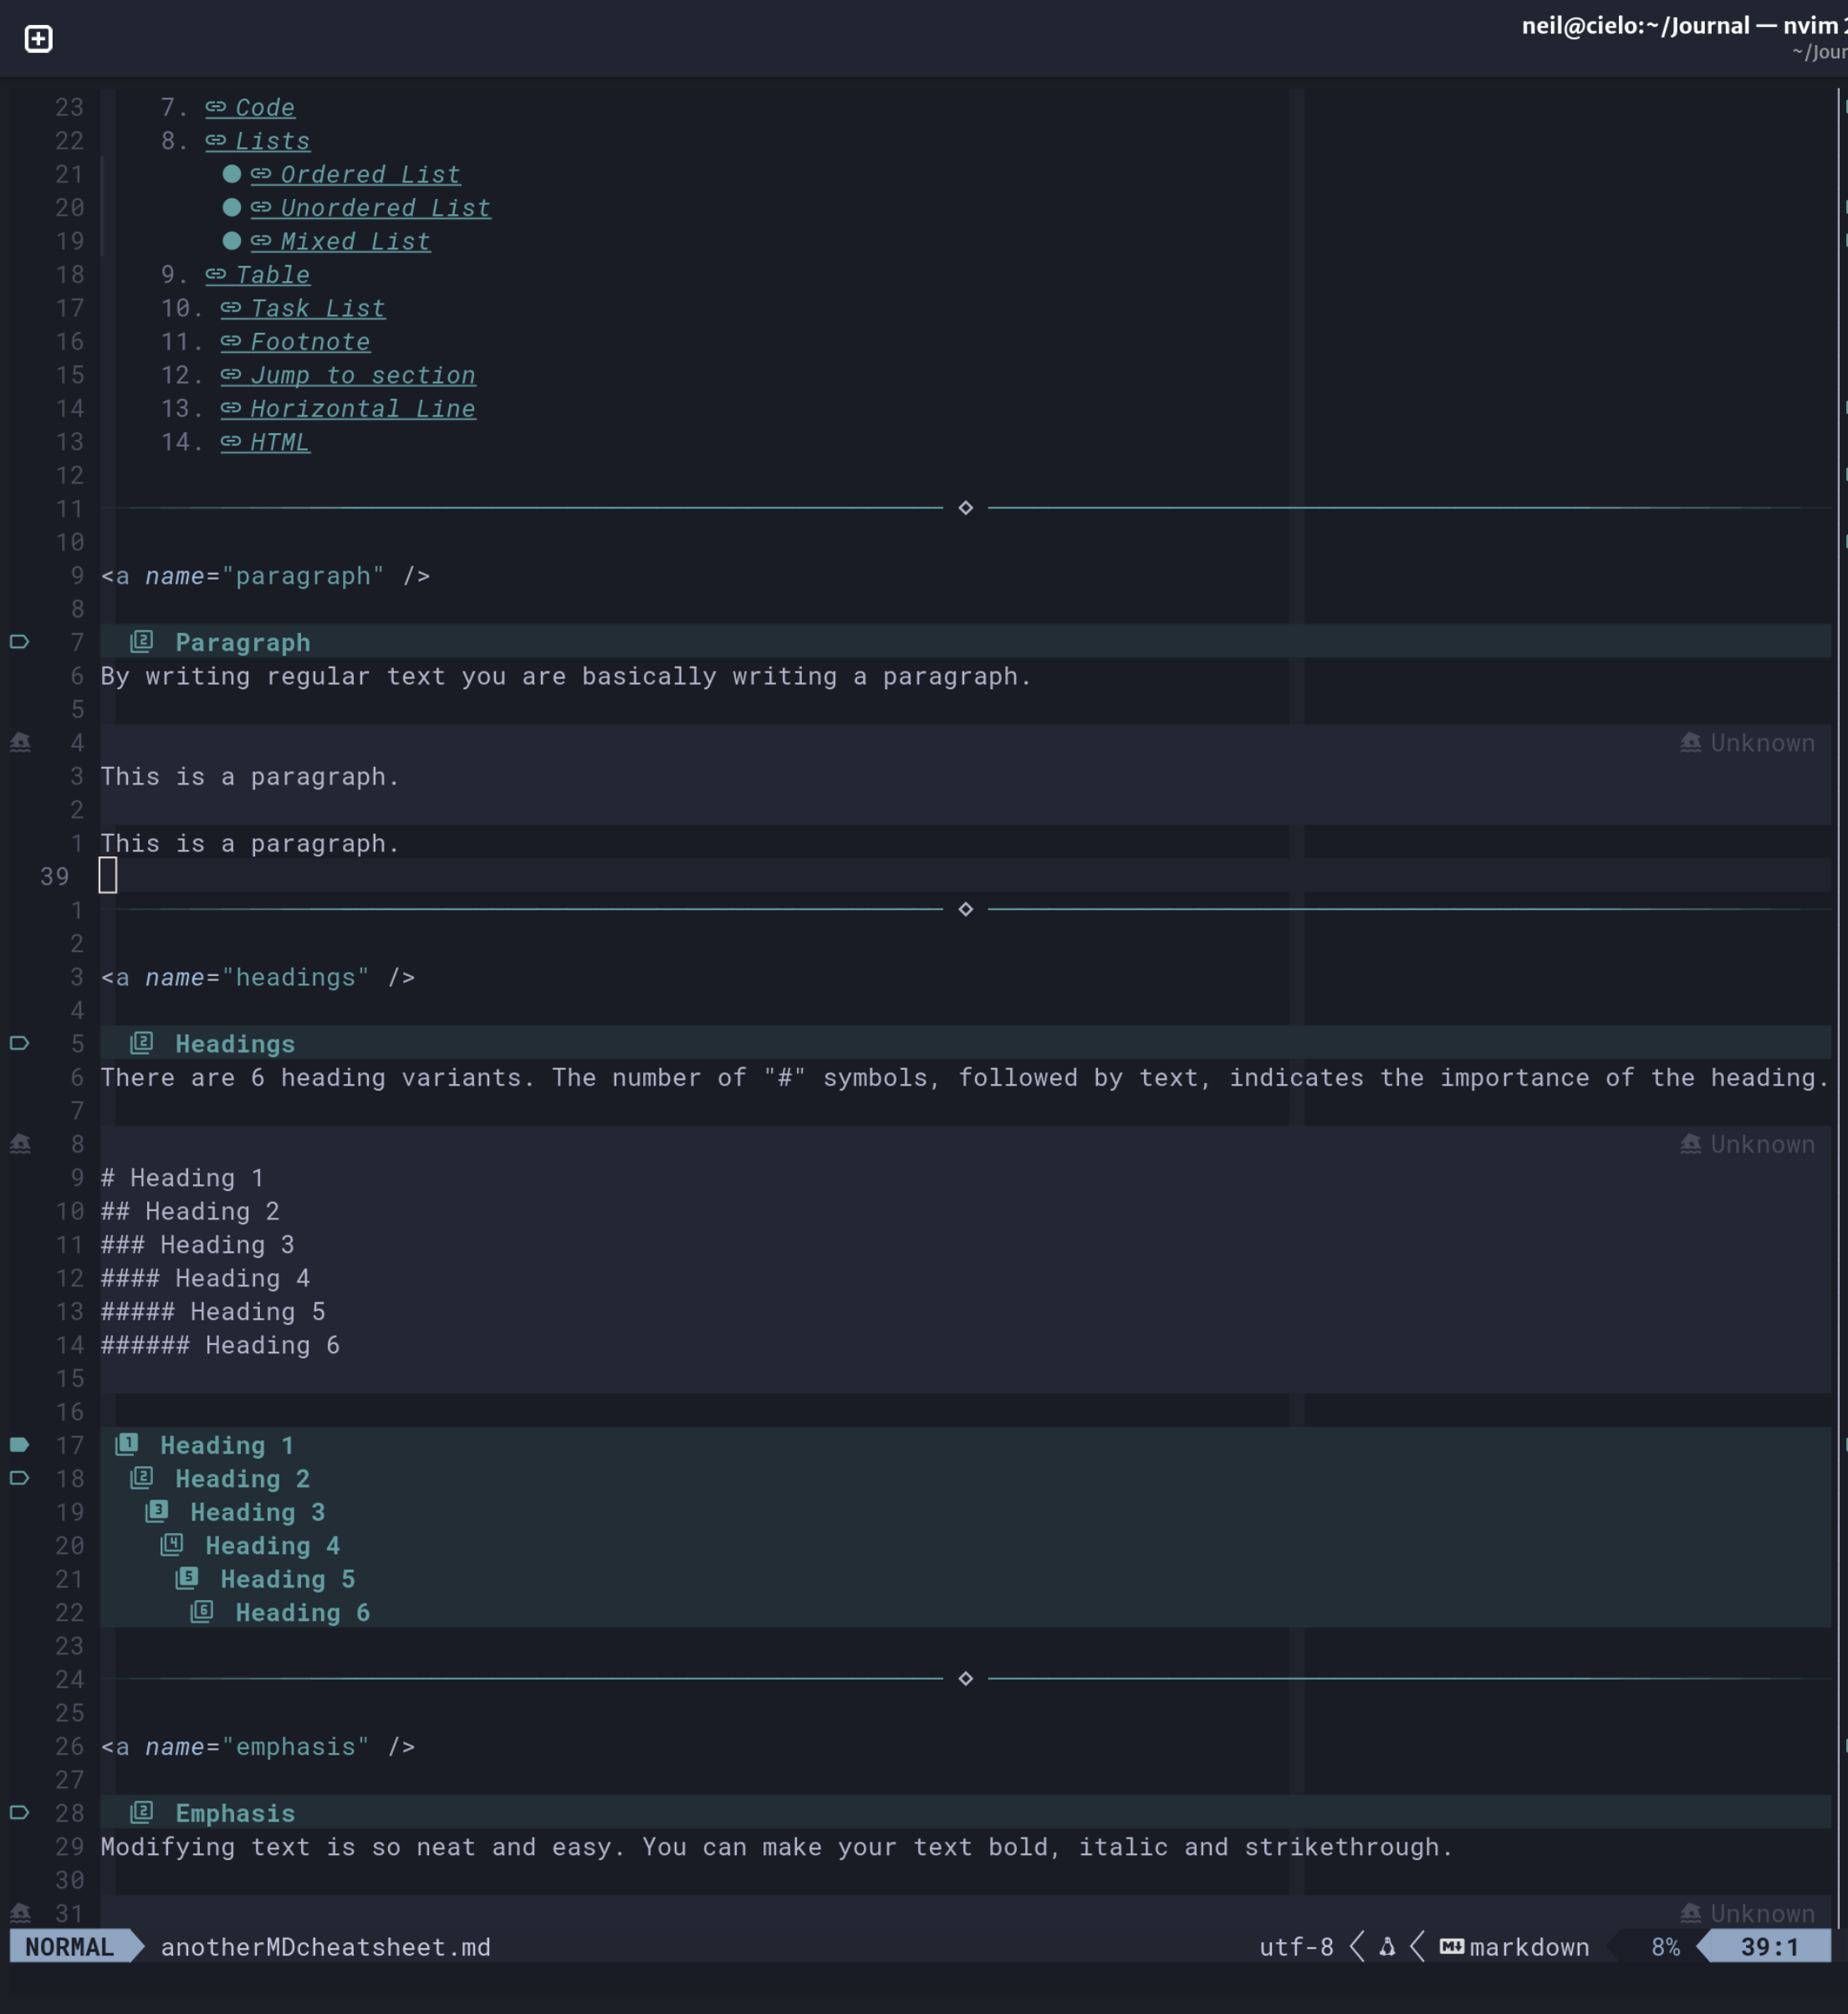 neil@cielo:~/Journal — nvim
~/Jour
23 7. Code
22 8. Lists
21 ● Ordered List
20 ● Unordered List
19 ● Mixed List
18 9. Table
17 10. Task List
16 11. Footnote
15 12. Jump to section
14 13. Horizontal Line
13 14. HTML
12
11
10
9 <a name="paragraph" />
8
7 2 Paragraph
6 By writing regular text you are basically writing a paragraph.
5
4 Unknown
3 This is a paragraph.
2
1 This is a paragraph.
39
1
2
3 <a name="headings" />
4
5 2 Headings
6 There are 6 heading variants. The number of "#" symbols, followed by text, indicates the importance of the heading.
7
8 Unknown
9 # Heading 1
10 ## Heading 2
11 ### Heading 3
12 #### Heading 4
13 ##### Heading 5
14 ###### Heading 6
15
16
17 1 Heading 1
18 2 Heading 2
19 3 Heading 3
20 4 Heading 4
21 5 Heading 5
22 6 Heading 6
23
24
25
26 <a name="emphasis" />
27
28 2 Emphasis
29 Modifying text is so neat and easy. You can make your text bold, italic and strikethrough.
30
31 Unknown
NORMAL anotherMDcheatsheet.md utf-8 M↓ markdown 8% 39:1